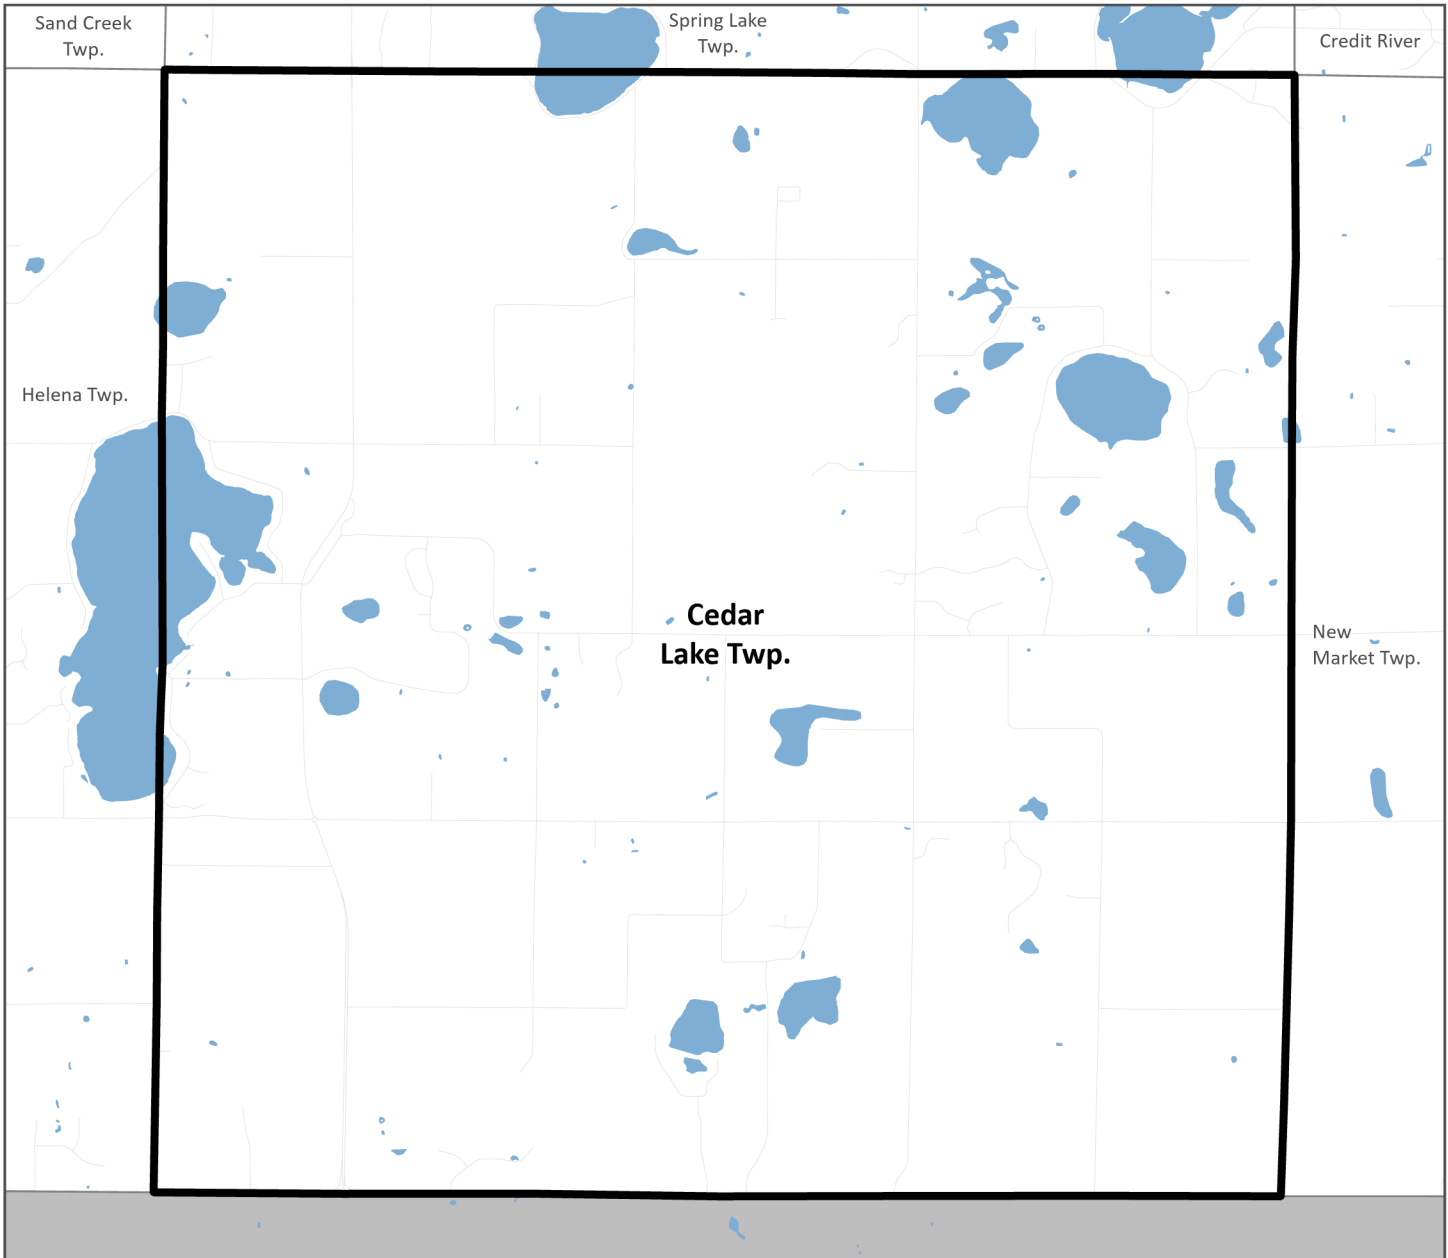 Sand Creek
Twp.
Spring Lake
Twp.
Credit River
Helena Twp.
Cedar
Lake Twp.
New
Market Twp.